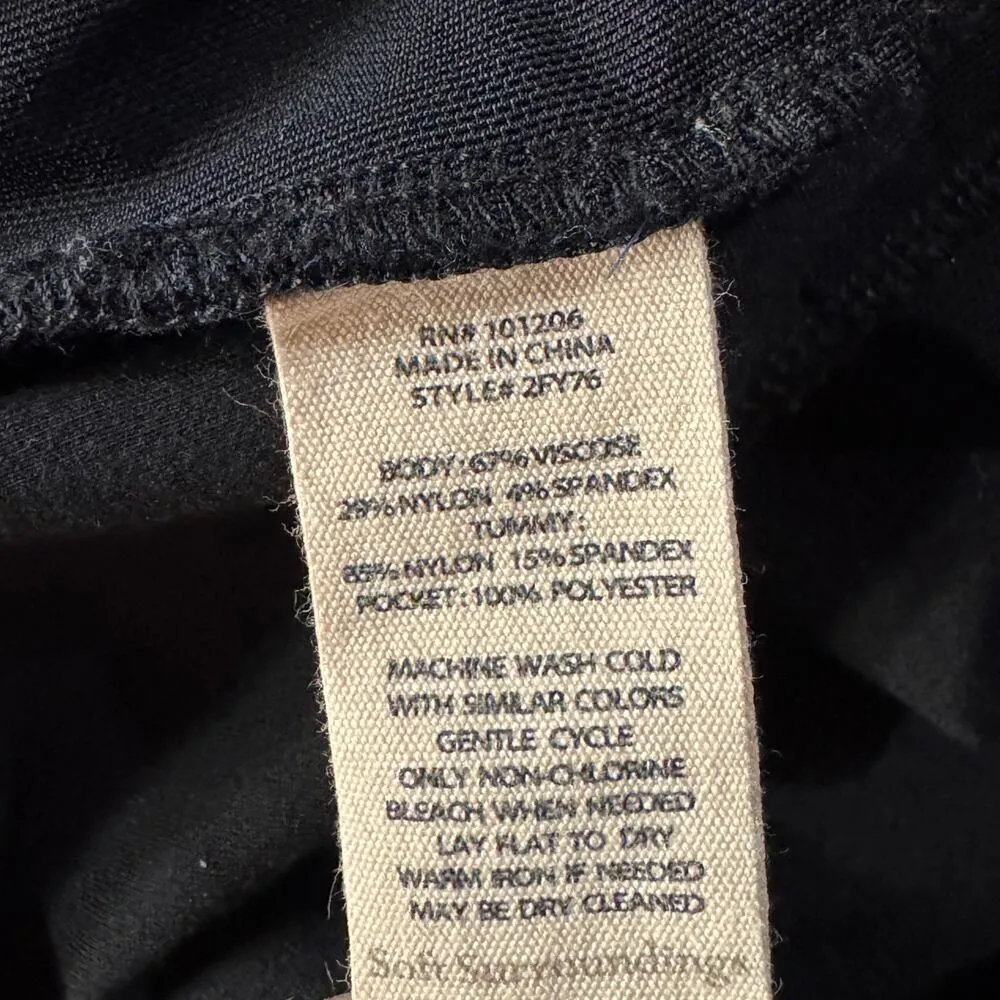 RN# 101206
MADE IN CHINA
STYLE# 2FY76
BODY: 67% VISCOSE
29% NYLON 4% SPANDEX
TUMMY:
85% NYLON 15% SPANDEX
POCKET: 100% POLYESTER
MACHINE WASH COLD
WITH SIMILAR COLORS
GENTLE CYCLE
ONLY NON-CHLORINE
BLEACH WHEN NEEDED
LAY FLAT TO DRY
WARM IRON IF NEEDED
MAY BE DRY CLEANED
Soft Surroundings